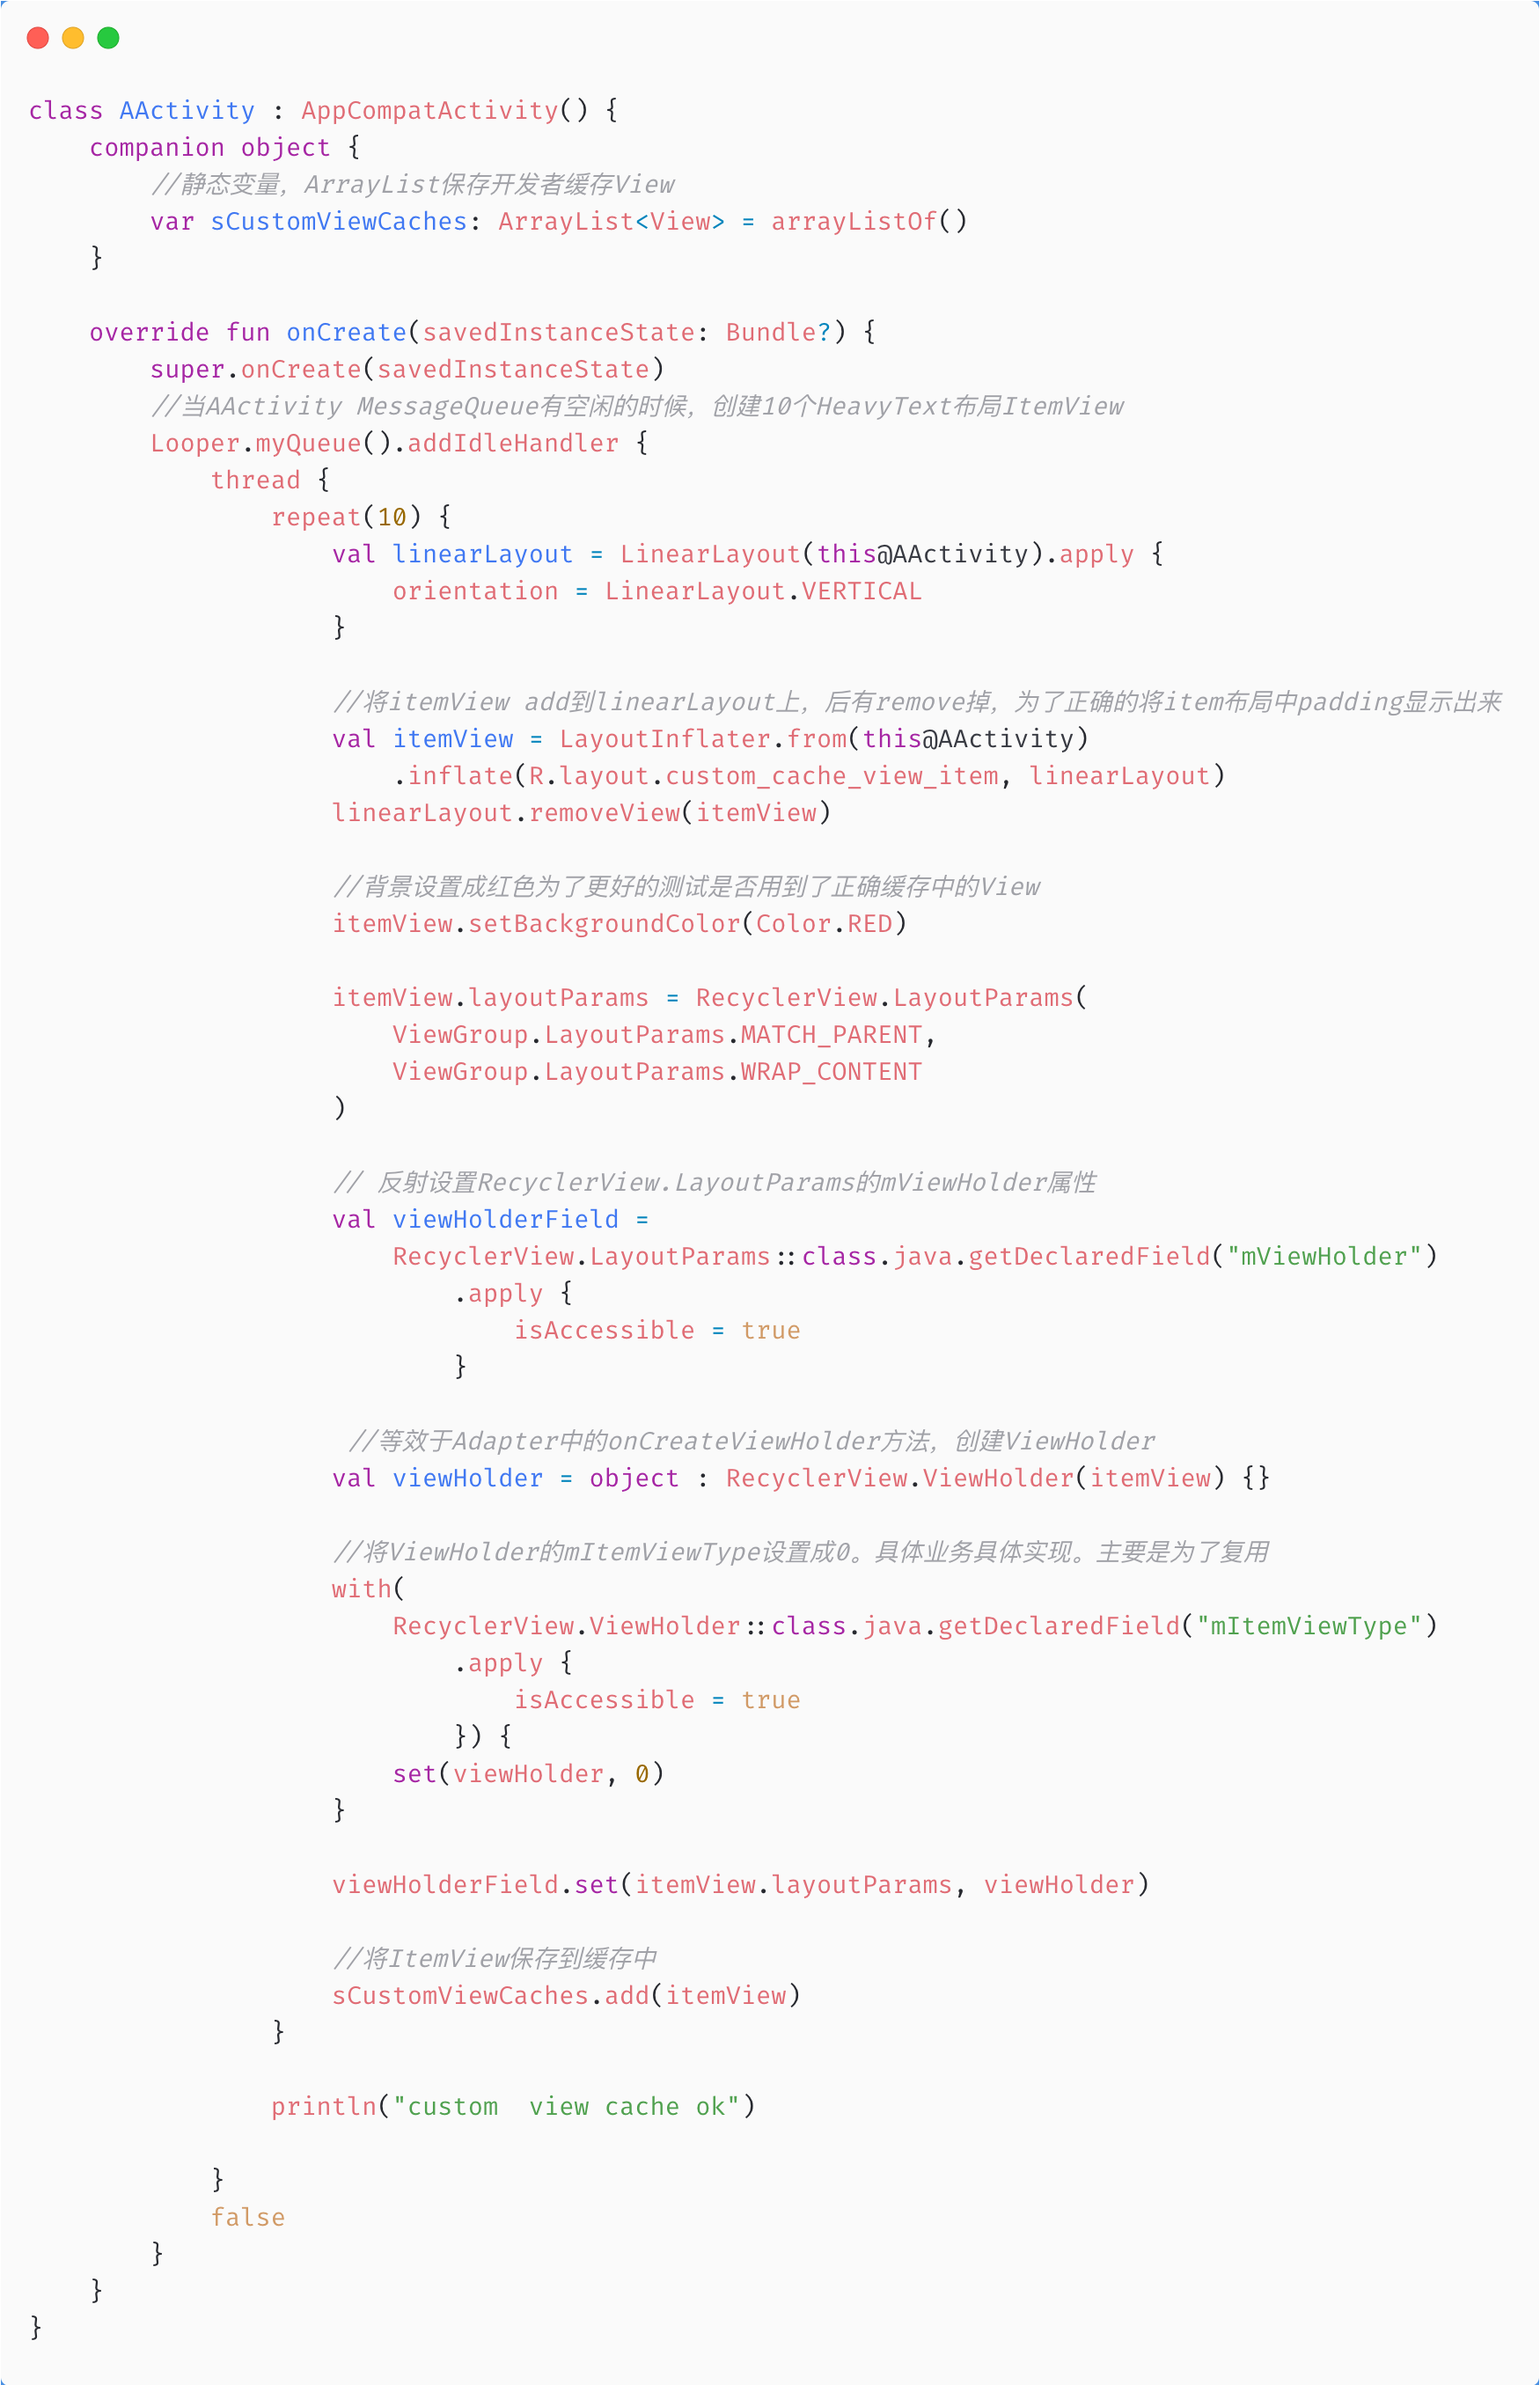 class AActivity : AppCompatActivity() {
    companion object {
        //静态变量，ArrayList保存开发者缓存View
        var sCustomViewCaches: ArrayList<View> = arrayListOf()
    }

    override fun onCreate(savedInstanceState: Bundle?) {
        super.onCreate(savedInstanceState)
        //当AActivity MessageQueue有空闲的时候，创建10个HeavyText布局ItemView
        Looper.myQueue().addIdleHandler {
            thread {
                repeat(10) {
                    val linearLayout = LinearLayout(this@AActivity).apply {
                        orientation = LinearLayout.VERTICAL
                    }

                    //将itemView add到linearLayout上，后有remove掉，为了正确的将item布局中padding显示出来
                    val itemView = LayoutInflater.from(this@AActivity)
                        .inflate(R.layout.custom_cache_view_item, linearLayout)
                    linearLayout.removeView(itemView)

                    //背景设置成红色为了更好的测试是否用到了正确缓存中的View
                    itemView.setBackgroundColor(Color.RED)

                    itemView.layoutParams = RecyclerView.LayoutParams(
                        ViewGroup.LayoutParams.MATCH_PARENT,
                        ViewGroup.LayoutParams.WRAP_CONTENT
                    )

                    // 反射设置RecyclerView.LayoutParams的mViewHolder属性
                    val viewHolderField =
                        RecyclerView.LayoutParams::class.java.getDeclaredField("mViewHolder")
                            .apply {
                                isAccessible = true
                            }

                     //等效于Adapter中的onCreateViewHolder方法，创建ViewHolder
                    val viewHolder = object : RecyclerView.ViewHolder(itemView) {}

                    //将ViewHolder的mItemViewType设置成0。具体业务具体实现。主要是为了复用
                    with(
                        RecyclerView.ViewHolder::class.java.getDeclaredField("mItemViewType")
                            .apply {
                                isAccessible = true
                            }) {
                        set(viewHolder, 0)
                    }

                    viewHolderField.set(itemView.layoutParams, viewHolder)

                    //将ItemView保存到缓存中
                    sCustomViewCaches.add(itemView)
                }

                println("custom  view cache ok")

            }
            false
        }
    }
}